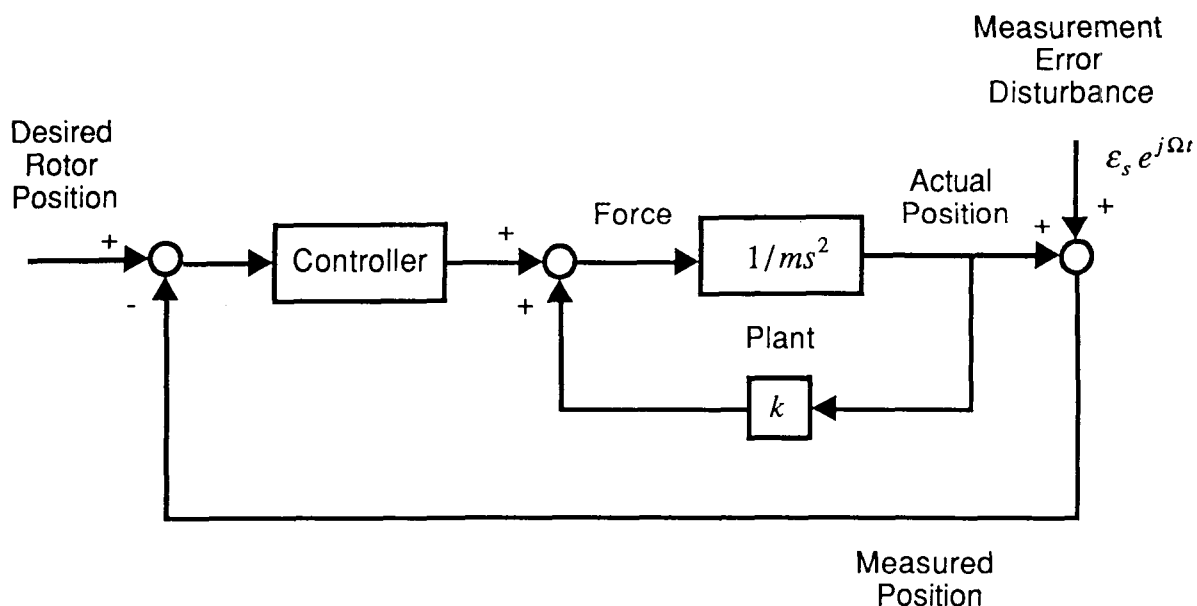 Measurement
Error
Disturbance
Desired
Rotor
Position
ε_s e^{jΩt}
Actual
Position
Force
+
+
+
+
Controller
1/ms²
-
+
Plant
k
Measured
Position